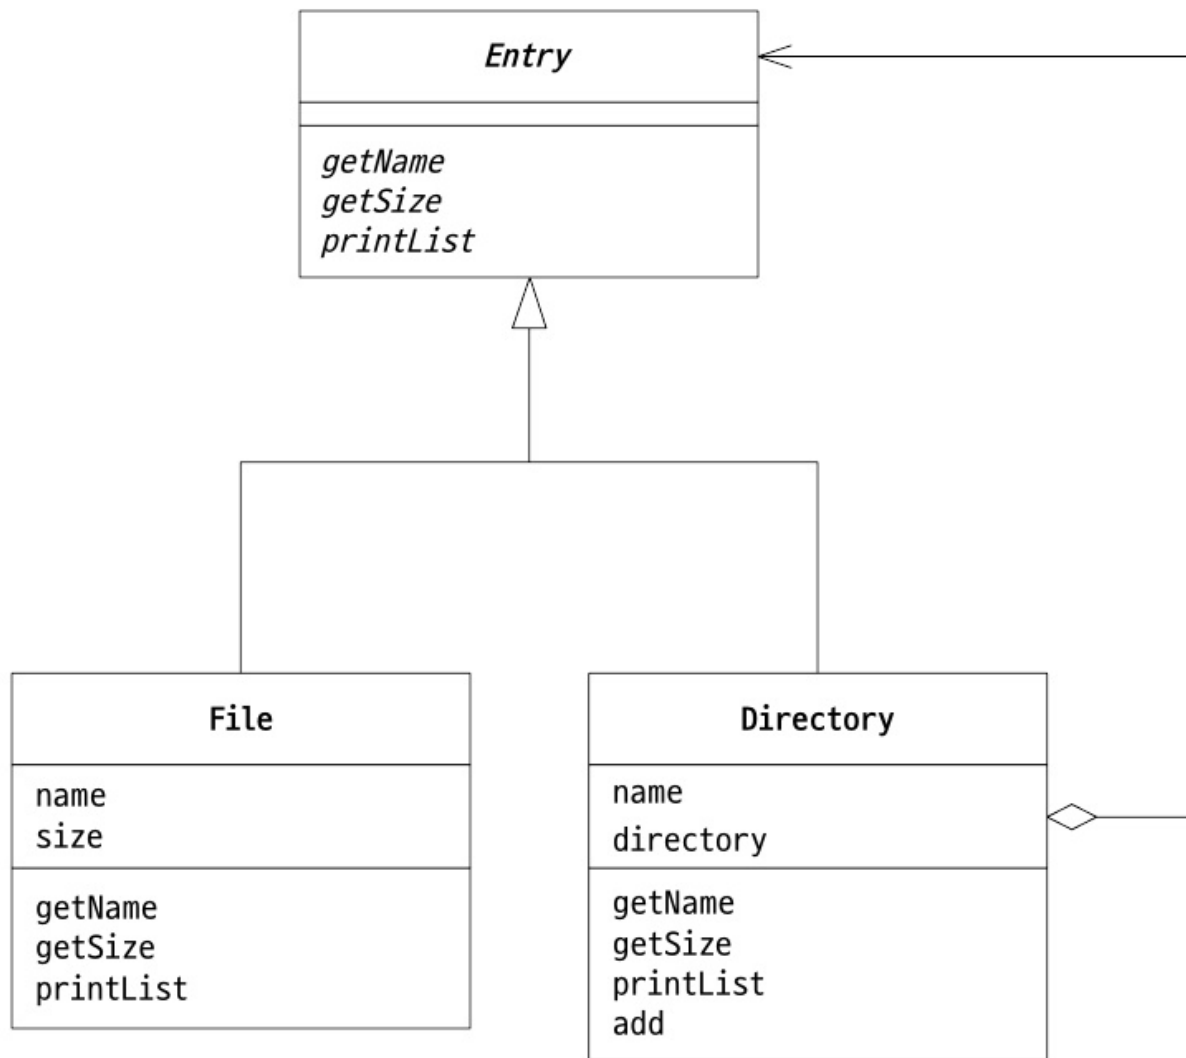 Entry
getName
getSize
printList
File
name
size
getName
getSize
printList
Directory
name
directory
getName
getSize
printList
add